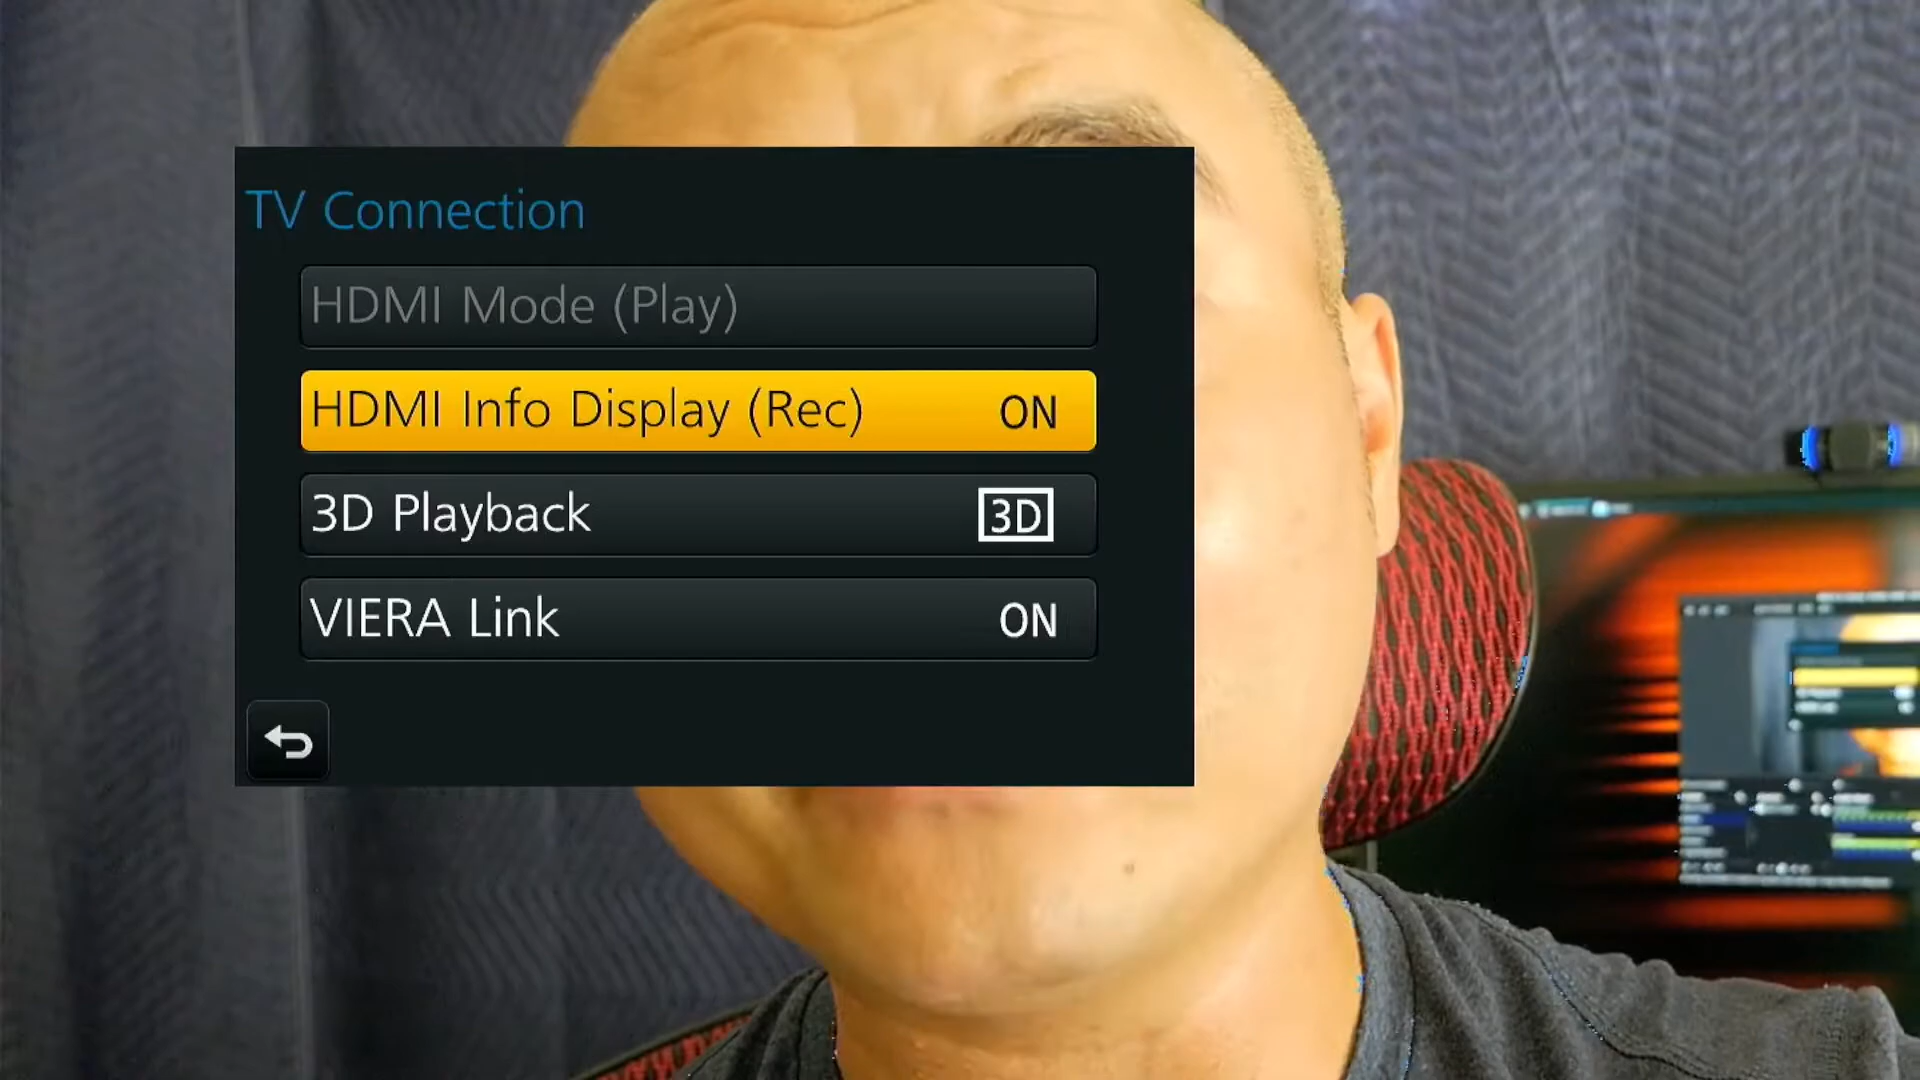 TV Connection
HDMI Mode (Play)
HDMI Info Display (Rec) ON
3D Playback 3D
VIERA Link ON